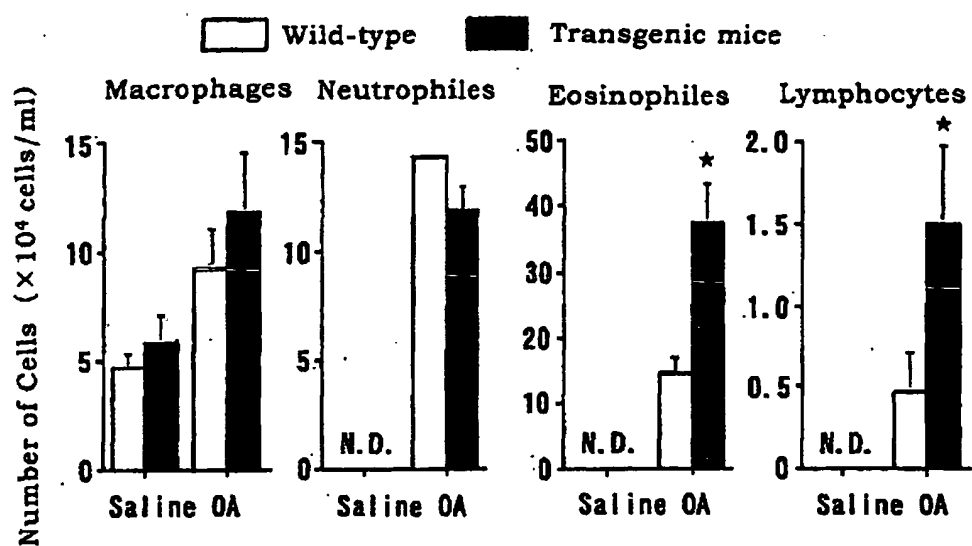 Wild-type Transgenic mice
Number of Cells (×10⁴ cells/ml)
Macrophages Neutrophiles Eosinophiles Lymphocytes
15
10
5
0
Saline OA
15
10
5
0
N.D.
Saline OA
50
40
30
20
10
0
N.D.
★
Saline OA
2.0
1.5
1.0
0.5
0
N.D.
★
Saline OA